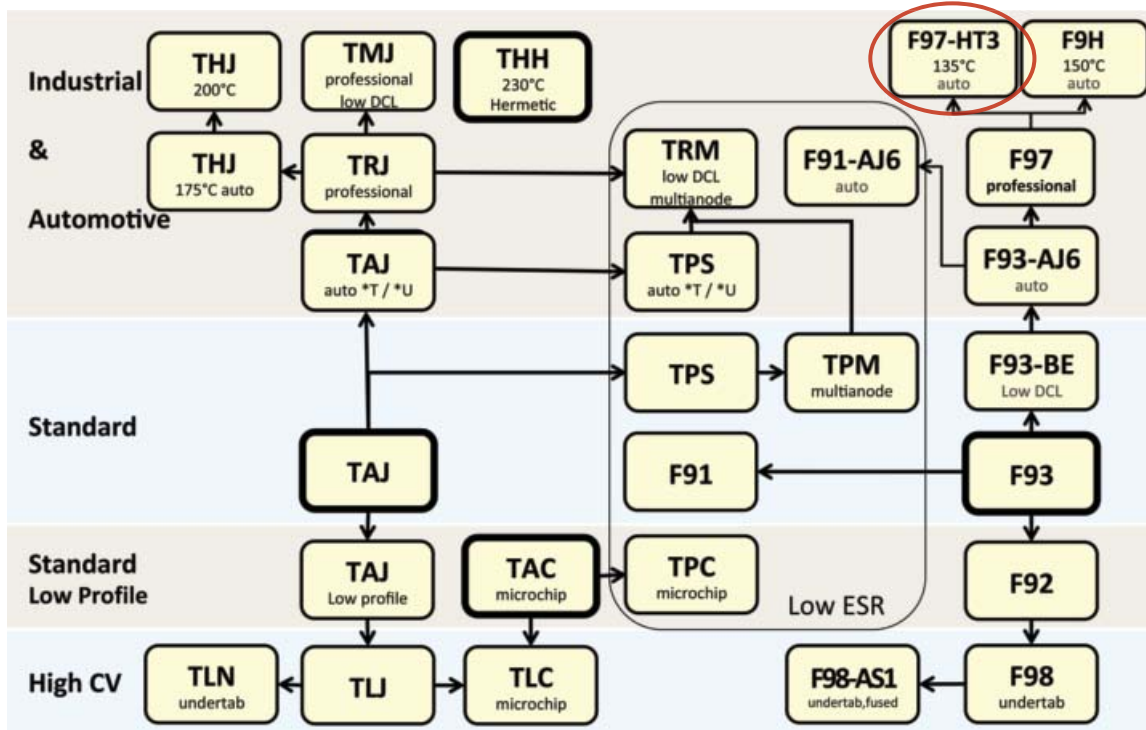 Industrial
&
Automotive
THJ
200°C
TMJ
professional
low DCL
THH
230°C
Hermetic
F97-HT3
135°C
auto
F9H
150°C
auto
THJ
175°C auto
TRJ
professional
TRM
low DCL
multianode
F91-AJ6
auto
F97
professional
TAJ
auto *T / *U
TPS
auto *T / *U
F93-AJ6
auto
Standard
TPS
TPM
multianode
F93-BE
Low DCL
TAJ
F91
F93
Standard
Low Profile
TAJ
Low profile
TAC
microchip
TPC
microchip
Low ESR
F92
High CV
TLN
undertab
TLJ
TLC
microchip
F98-AS1
undertab,fused
F98
undertab